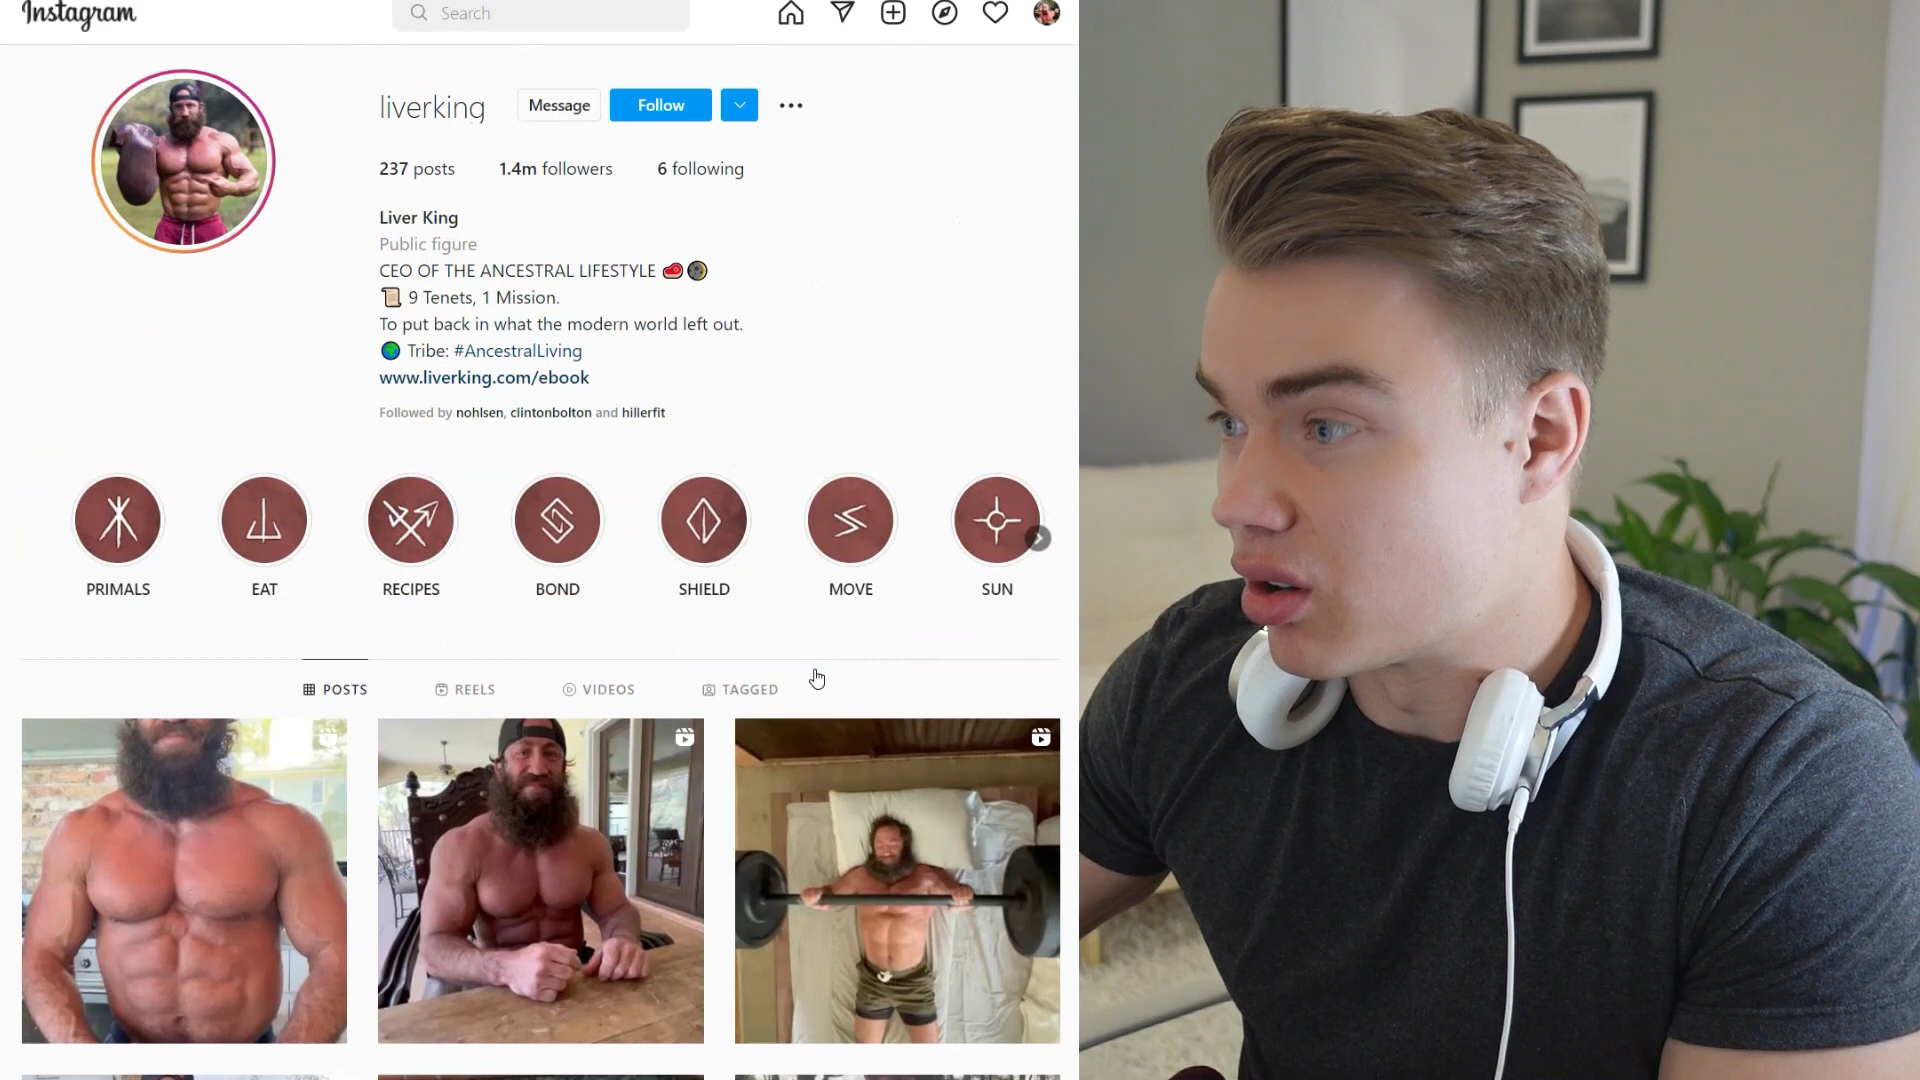 Instagram
Search
liverking
Message
Follow
237 posts
1.4m followers
6 following
Liver King
Public figure
CEO OF THE ANCESTRAL LIFESTYLE
9 Tenets, 1 Mission.
To put back in what the modern world left out.
Tribe: #AncestralLiving
www.liverking.com/ebook
Followed by nohlsen, clintonbolton and hillerfit
PRIMALS
EAT
RECIPES
BOND
SHIELD
MOVE
SUN
POSTS
REELS
VIDEOS
TAGGED